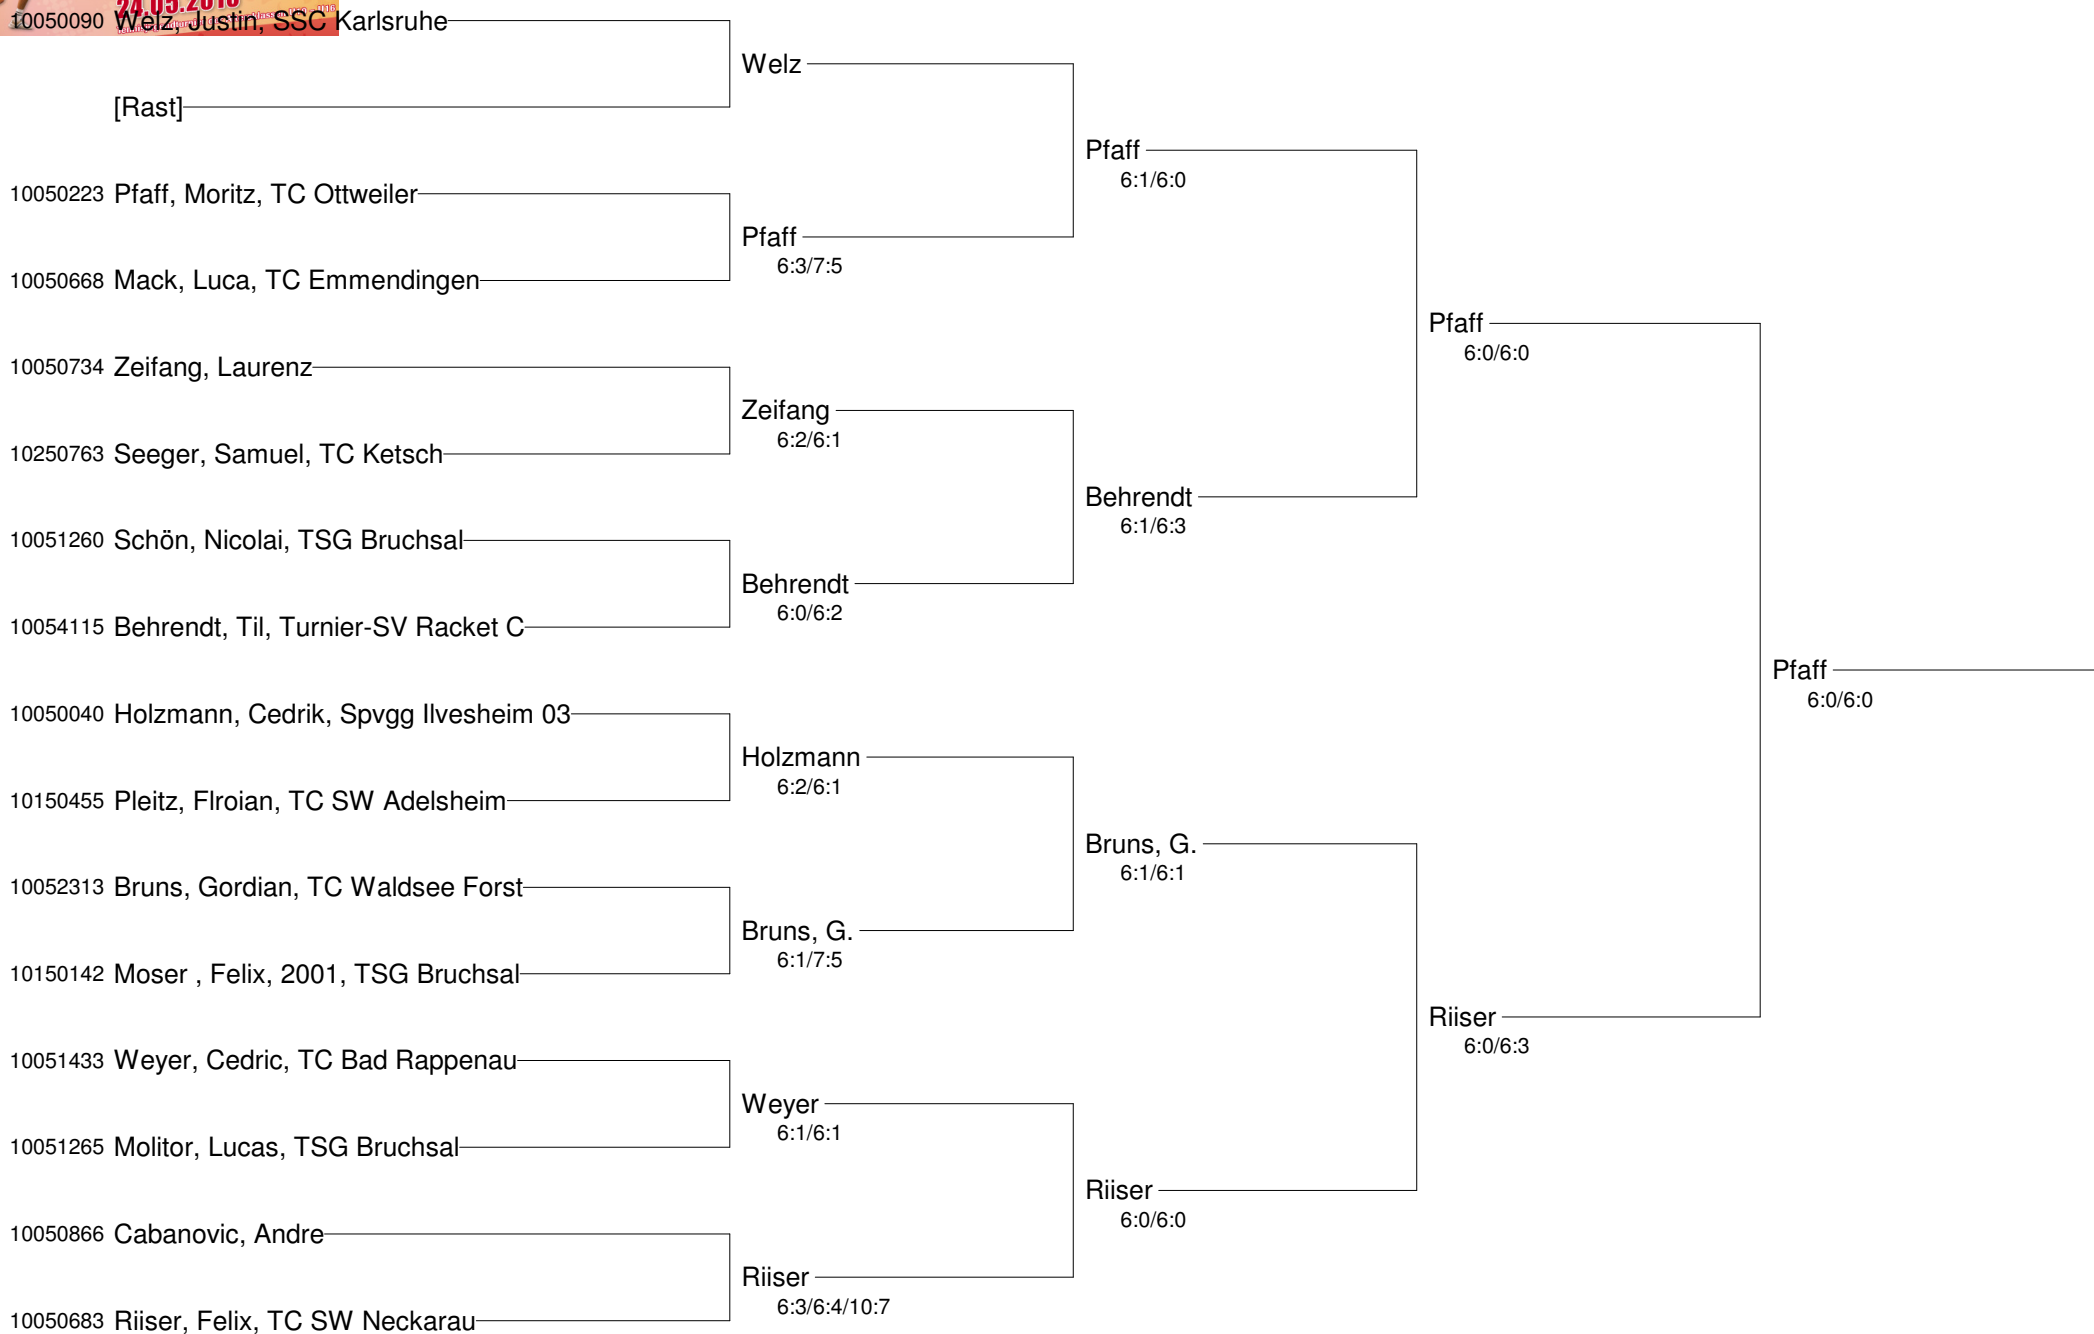 24.05.2013
10050090 Welz, Justin, SSC Karlsruhe
Welz
[Rast]
Pfaff
6:1/6:0
10050223 Pfaff, Moritz, TC Ottweiler
Pfaff
6:3/7:5
10050668 Mack, Luca, TC Emmendingen
Pfaff
6:0/6:0
10050734 Zeifang, Laurenz
Zeifang
6:2/6:1
10250763 Seeger, Samuel, TC Ketsch
Behrendt
6:1/6:3
10051260 Schön, Nicolai, TSG Bruchsal
Behrendt
6:0/6:2
10054115 Behrendt, Til, Turnier-SV Racket C
Pfaff
6:0/6:0
10050040 Holzmann, Cedrik, Spvgg Ilvesheim 03
Holzmann
6:2/6:1
10150455 Pleitz, Flroian, TC SW Adelsheim
Bruns, G.
6:1/6:1
10052313 Bruns, Gordian, TC Waldsee Forst
Bruns, G.
6:1/7:5
10150142 Moser , Felix, 2001, TSG Bruchsal
Riiser
6:0/6:3
10051433 Weyer, Cedric, TC Bad Rappenau
Weyer
6:1/6:1
10051265 Molitor, Lucas, TSG Bruchsal
Riiser
6:0/6:0
10050866 Cabanovic, Andre
Riiser
6:3/6:4/10:7
10050683 Riiser, Felix, TC SW Neckarau